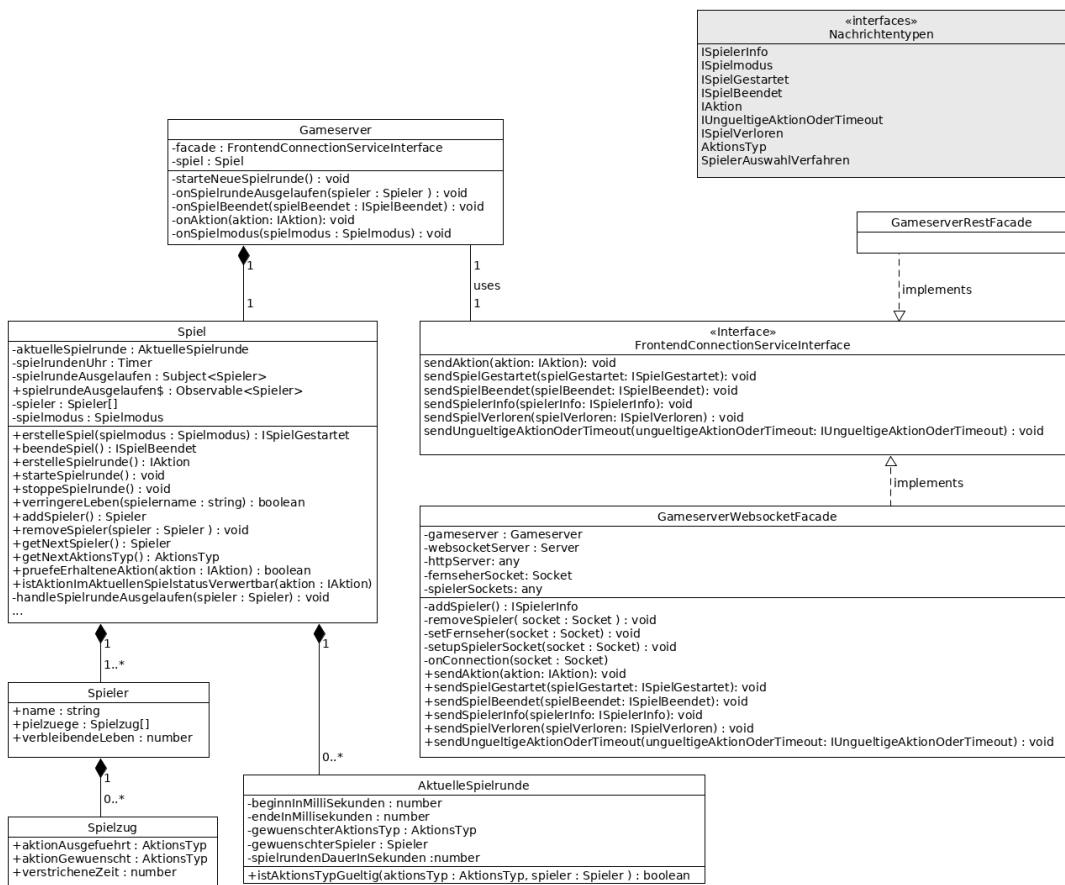 «interfaces»
Nachrichtentypen
ISpielerInfo
ISpielmodus
ISpielGestartet
ISpielBeendet
IAktion
IUngueltigeAktionOderTimeout
ISpielVerloren
AktionsTyp
SpielerAuswahlVerfahren
Gameserver
-facade : FrontendConnectionServiceInterface
-spiel : Spiel
-starteNeueSpielrunde() : void
-onSpielrundeAusgelaufen(spieler : Spieler ) : void
-onSpielBeendet(spielBeendet : ISpielBeendet) : void
-onAktion(aktion: IAktion): void
-onSpielmodus(spielmodus : Spielmodus) : void
GameserverRestFacade
implements
1
1
1
uses
1
Spiel
-aktuelleSpielrunde : AktuelleSpielrunde
-spielrundenUhr : Timer
-spielrundeAusgelaufen : Subject<Spieler>
+spielrundeAusgelaufen$ : Observable<Spieler>
-spieler : Spieler[]
-spielmodus : Spielmodus
+erstelleSpiel(spielmodus : Spielmodus) : ISpielGestartet
+beendeSpiel() : ISpielBeendet
+erstelleSpielrunde() : IAktion
+starteSpielrunde() : void
+stoppeSpielrunde() : void
+verringereLeben(spielername : string) : boolean
+addSpieler() : Spieler
+removeSpieler(spieler : Spieler ) : void
+getNextSpieler() : Spieler
+getNextAktionsTyp() : AktionsTyp
+pruefeErhalteneAktion(aktion : IAktion) : boolean
+istAktionImAktuellenSpielstatusVerwertbar(aktion : IAktion)
-handleSpielrundeAusgelaufen(spieler : Spieler) : void
...
«Interface»
FrontendConnectionServiceInterface
sendAktion(aktion: IAktion): void
sendSpielGestartet(spielGestartet: ISpielGestartet) : void
sendSpielBeendet(spielBeendet: ISpielBeendet): void
sendSpielerInfo(spielerInfo: ISpielerInfo) : void
sendSpielVerloren(spielVerloren: ISpielVerloren) : void
sendUngueltigeAktionOderTimeout(ungueltigeAktionOderTimeout: IUngueltigeAktionOderTimeout) : void
implements
GameserverWebsocketFacade
-gameserver : Gameserver
-websocketServer : Server
-httpServer: any
-fernseherSocket: Socket
-spielerSockets: any
-addSpieler() : ISpielerInfo
-removeSpieler( socket : Socket ) : void
-setFernseher(socket : Socket) : void
-setupSpielerSocket(socket : Socket) : void
-onConnection(socket : Socket)
+sendAktion(aktion: IAktion): void
+sendSpielGestartet(spielGestartet: ISpielGestartet) : void
+sendSpielBeendet(spielBeendet: ISpielBeendet): void
+sendSpielerInfo(spielerInfo: ISpielerInfo) : void
+sendSpielVerloren(spielVerloren: ISpielVerloren) : void
+sendUngueltigeAktionOderTimeout(ungueltigeAktionOderTimeout: IUngueltigeAktionOderTimeout) : void
1
1..*
1
0..*
Spieler
+name : string
+pielzuege : Spielzug[]
+verbleibendeLeben : number
1
0..*
Spielzug
+aktionAusgefuehrt : AktionsTyp
+aktionGewuenscht : AktionsTyp
+verstricheneZeit : number
AktuelleSpielrunde
-beginnInMilliSekunden : number
-endeInMillisekunden : number
-gewuenschterAktionsTyp : AktionsTyp
-gewuenschterSpieler : Spieler
-spielrundenDauerInSekunden :number
+istAktionsTypGueltig(aktionsTyp : AktionsTyp, spieler : Spieler ) : boolean